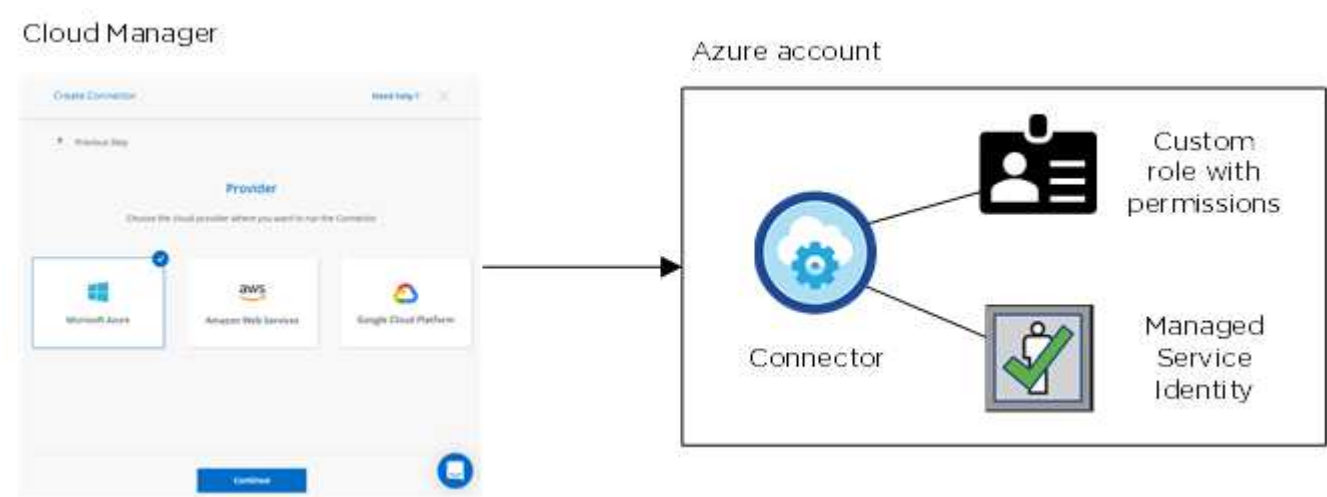 Cloud Manager
Create Connector
Need help?
Previous Step
Provider
Choose the cloud provider where you want to run the Connector
Microsoft Azure
aws
Amazon Web Services
Google Cloud Platform
Continue
Azure account
Custom
role with
permissions
Connector
Managed
Service
Identity